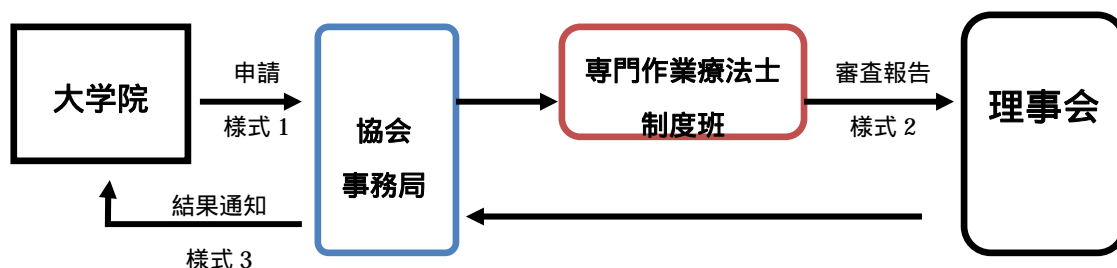 大学院
申請
様式 1
協会
事務局
専門作業療法士
制度班
審査報告
様式 2
理事会
結果通知
様式 3